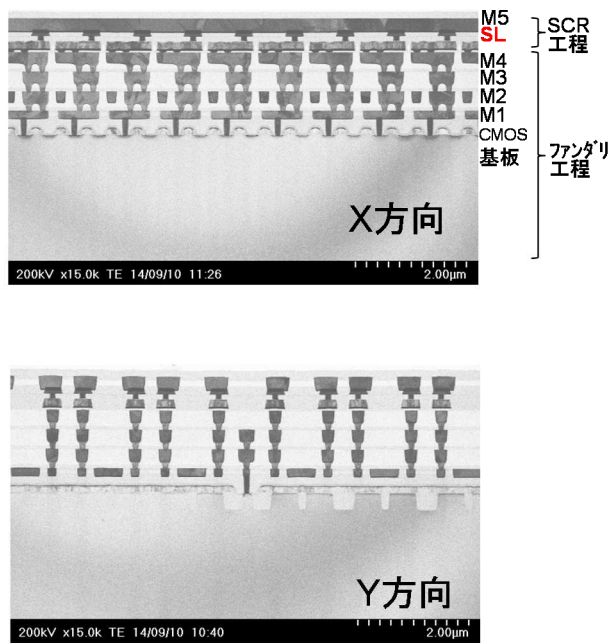 M5
SL
SCR
工程
M4
M3
M2
M1
CMOS
基板
ファンダリ
工程
X方向
200kV x15.0k TE 14/09/10 11:26
2.00μm
Y方向
200kV x15.0k TE 14/09/10 10:40
2.00μm